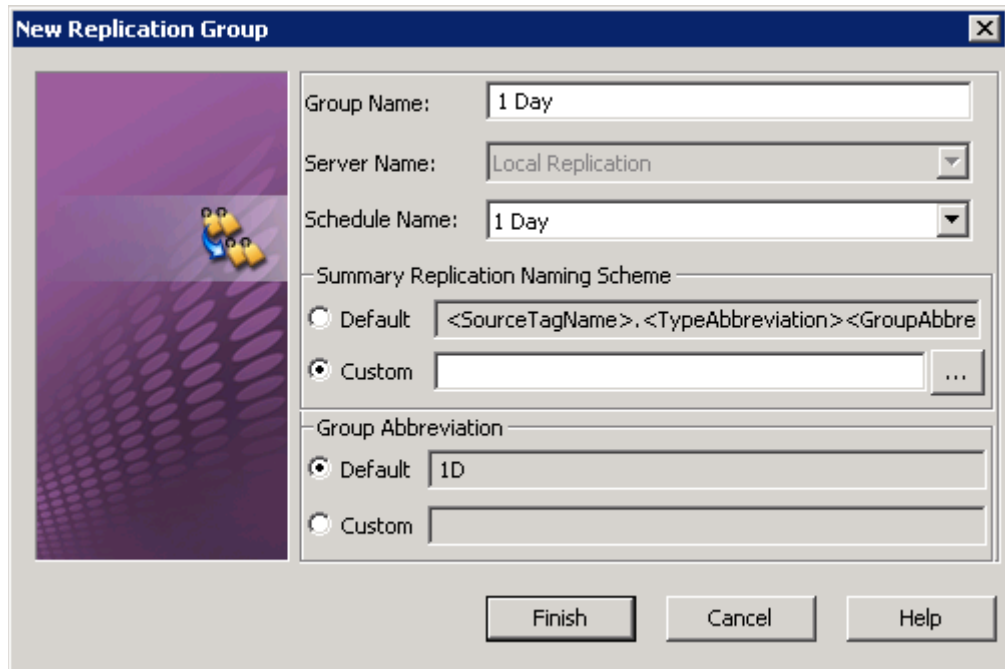 New Replication Group
Group Name: 1 Day
Server Name: Local Replication
Schedule Name: 1 Day
Summary Replication Naming Scheme
Default <SourceTagName>.<TypeAbbreviation><GroupAbbre
Custom ...
Group Abbreviation
Default 1D
Custom
Finish Cancel Help